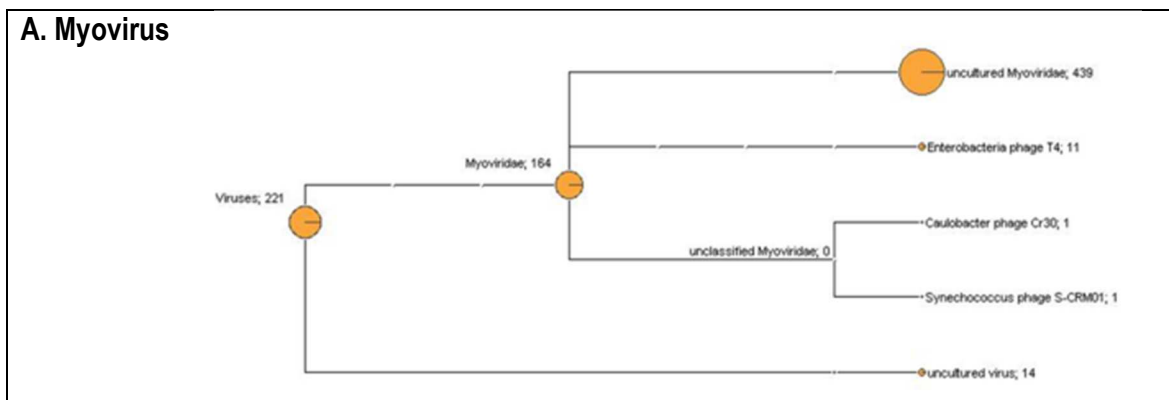 A. Myovirus
uncultured Myoviridae; 439
Enterobacteria phage T4; 11
Myoviridae; 164
Viruses; 221
Caulobacter phage Cr30; 1
unclassified Myoviridae; 0
Synechococcus phage S-CRM01; 1
uncultured virus; 14